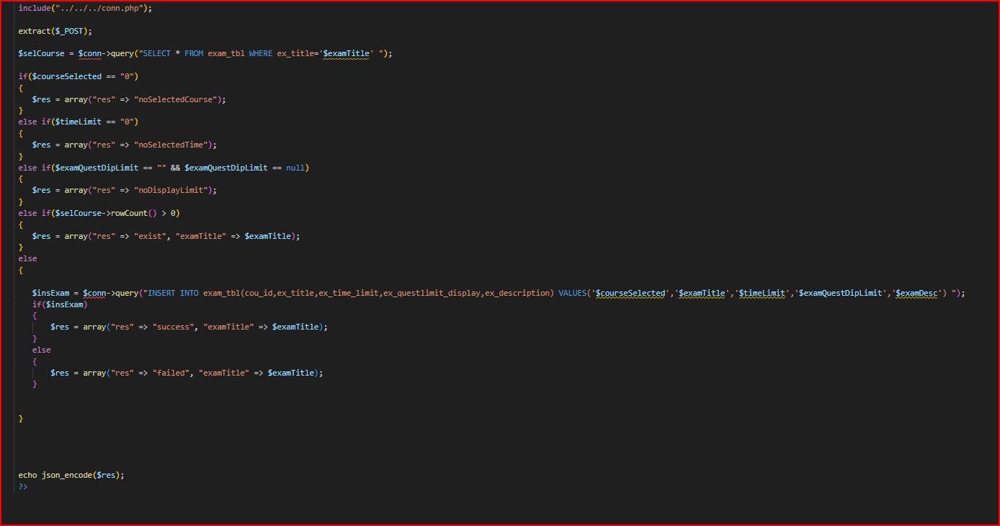 include("../../../conn.php");
extract($_POST);
$selCourse = $conn->query("SELECT * FROM exam_tbl WHERE ex_title='$examTitle' ");
if($courseSelected == "0")
{
$res = array("res" => "noSelectedCourse");
}
else if($timeLimit == "0")
{
$res = array("res" => "noSelectedTime");
}
else if($examQuestDipLimit == "" && $examQuestDipLimit == null)
{
$res = array("res" => "noDisplayLimit");
}
else if($selCourse->rowCount() > 0)
{
$res = array("res" => "exist", "examTitle" => $examTitle);
}
else
{
$insExam = $conn->query("INSERT INTO exam_tbl(cou_id,ex_title,ex_time_limit,ex_questlimit_display,ex_description) VALUES('$courseSelected','$examTitle','$timeLimit','$examQuestDipLimit','$examDesc') ");
if($insExam)
{
$res = array("res" => "success", "examTitle" => $examTitle);
}
else
{
$res = array("res" => "failed", "examTitle" => $examTitle);
}
}
echo json_encode($res);
?>